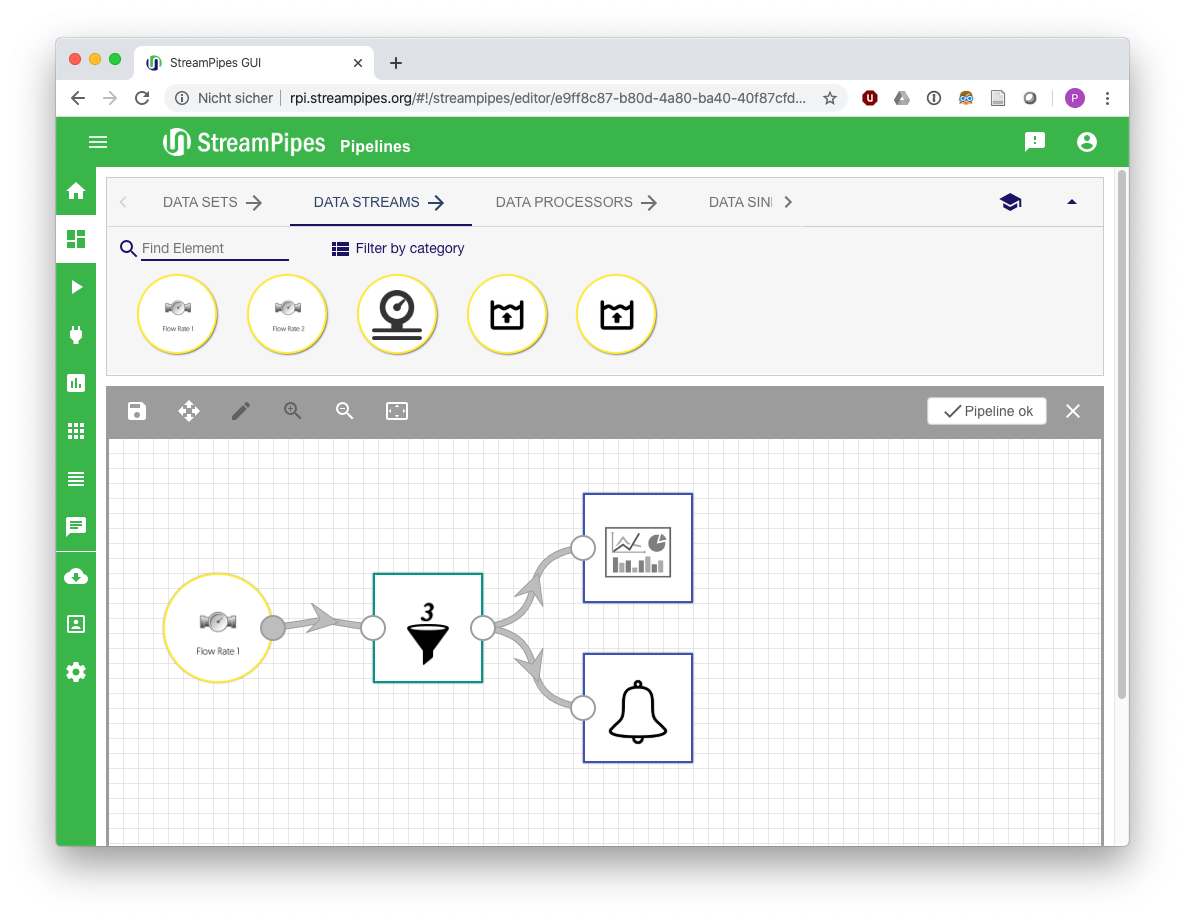 StreamPipes GUI
Nicht sicher rpi.streampipes.org/#!/streampipes/editor/e9ff8c87-b80d-4a80-ba40-40f87cfd...
P
StreamPipes Pipelines
DATA SETS DATA STREAMS DATA PROCESSORS DATA SIN
Find Element Filter by category
Flow Rate 1 Flow Rate 2
Pipeline ok
3
Flow Rate 1